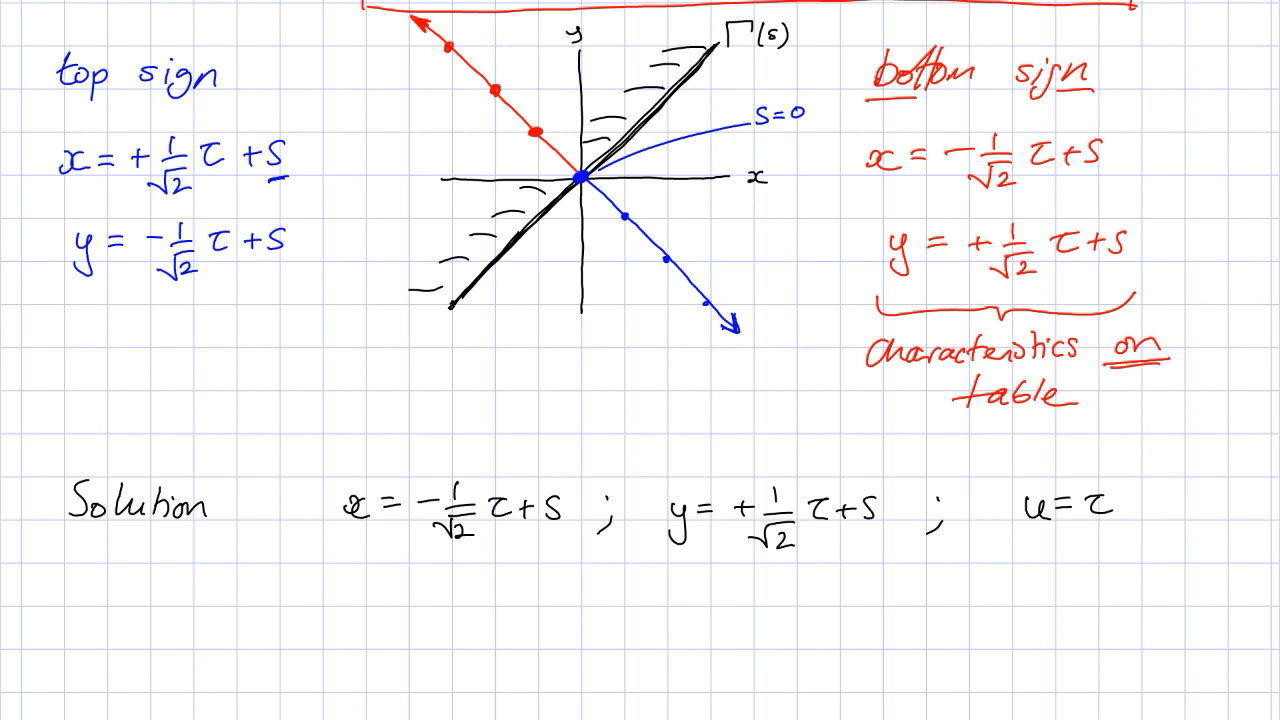 top sign
x = + 1/√2 τ + s
y = - 1/√2 τ + s
y
Γ(s)
s=0
x
bottom sign
x = - 1/√2 τ + s
y = + 1/√2 τ + s
characteristics on
table
Solution x = - 1/√2 τ + s ; y = + 1/√2 τ + s ; u = τ